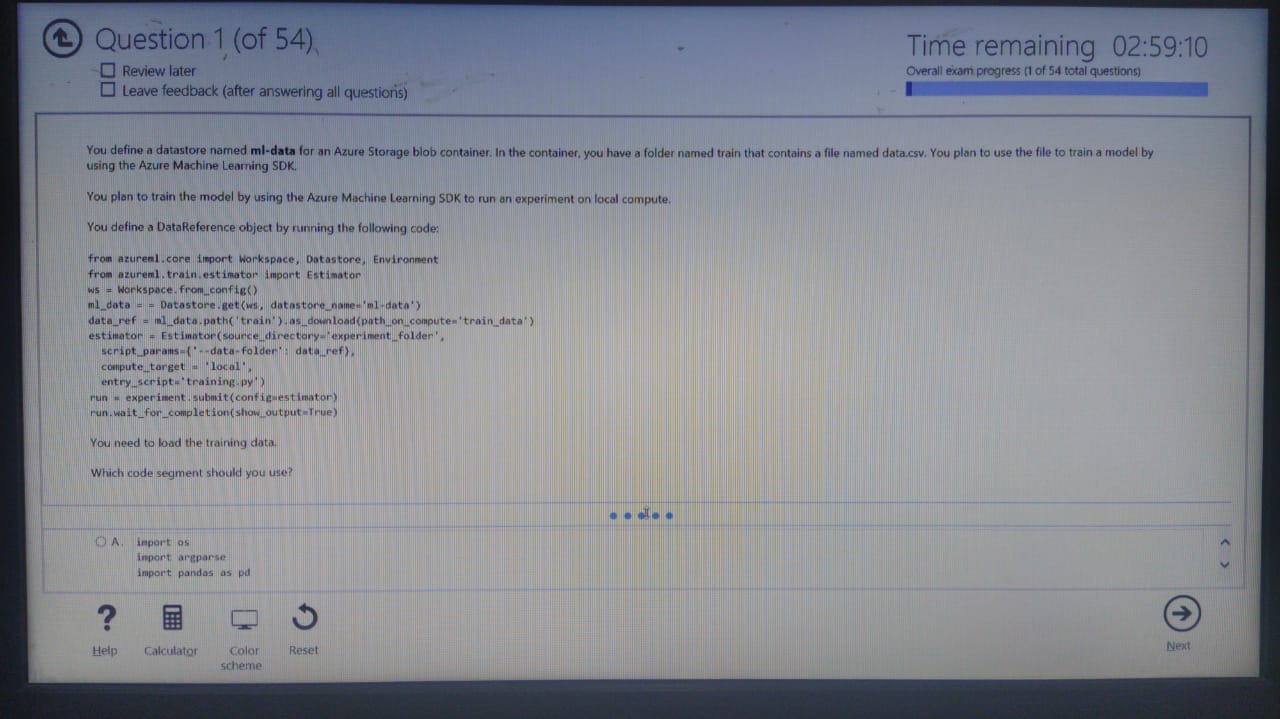 Question 1 (of 54)
Review later
Leave feedback (after answering all questions)
Time remaining 02:59:10
Overall exam progress (1 of 54 total questions)
You define a datastore named ml-data for an Azure Storage blob container. In the container, you have a folder named train that contains a file named data.csv. You plan to use the file to train a model by
using the Azure Machine Learning SDK.
You plan to train the model by using the Azure Machine Learning SDK to run an experiment on local compute.
You define a DataReference object by running the following code:
from azureml.core import Workspace, Datastore, Environment
from azureml.train.estimator import Estimator
ws = Workspace.from_config()
ml_data = = Datastore.get(ws, datastore_name='ml-data')
data_ref = ml_data.path('train').as_download(path_on_compute='train_data')
estimator = Estimator(source_directory='experiment_folder',
script_params={'--data-folder': data_ref},
compute_target = 'local',
entry_script='training.py')
run = experiment.submit(config=estimator)
run.wait_for_completion(show_output=True)
You need to load the training data.
Which code segment should you use?
A. import os
import argparse
import pandas as pd
Help
Calculator
Color
scheme
Reset
Next